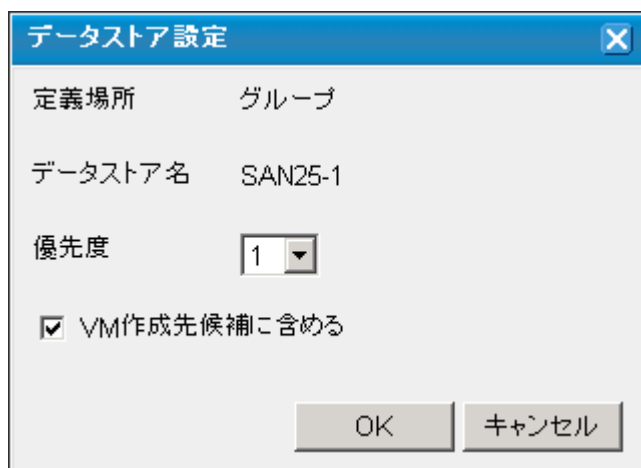 データストア設定
定義場所 グループ
データストア名 SAN25-1
優先度 1
VM作成先候補に含める
OK キャンセル